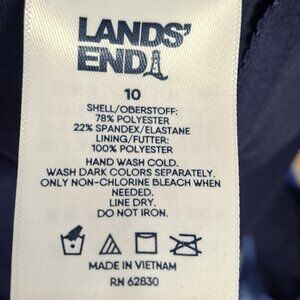 LANDS'
END
10
SHELL/OBERSTOFF:
78% POLYESTER
22% SPANDEX/ELASTANE
LINING/FUTTER:
100% POLYESTER
HAND WASH COLD.
WASH DARK COLORS SEPARATELY.
ONLY NON-CHLORINE BLEACH WHEN
NEEDED.
LINE DRY.
DO NOT IRON.
MADE IN VIETNAM
RN 62830